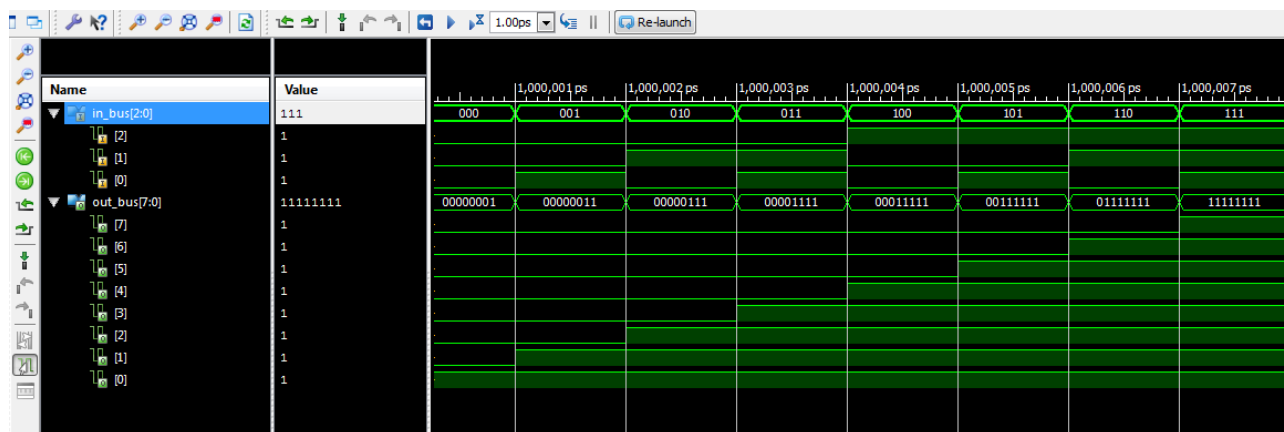 1.00ps Re-launch
Name Value 1,000,001 ps 1,000,002 ps 1,000,003 ps 1,000,004 ps 1,000,005 ps 1,000,006 ps 1,000,007 ps
in_bus[2:0] 111 000 001 010 011 100 101 110 111
[2] 1
[1] 1
[0] 1
out_bus[7:0] 11111111 00000001 00000011 00000111 00001111 00011111 00111111 01111111 11111111
[7] 1
[6] 1
[5] 1
[4] 1
[3] 1
[2] 1
[1] 1
[0] 1